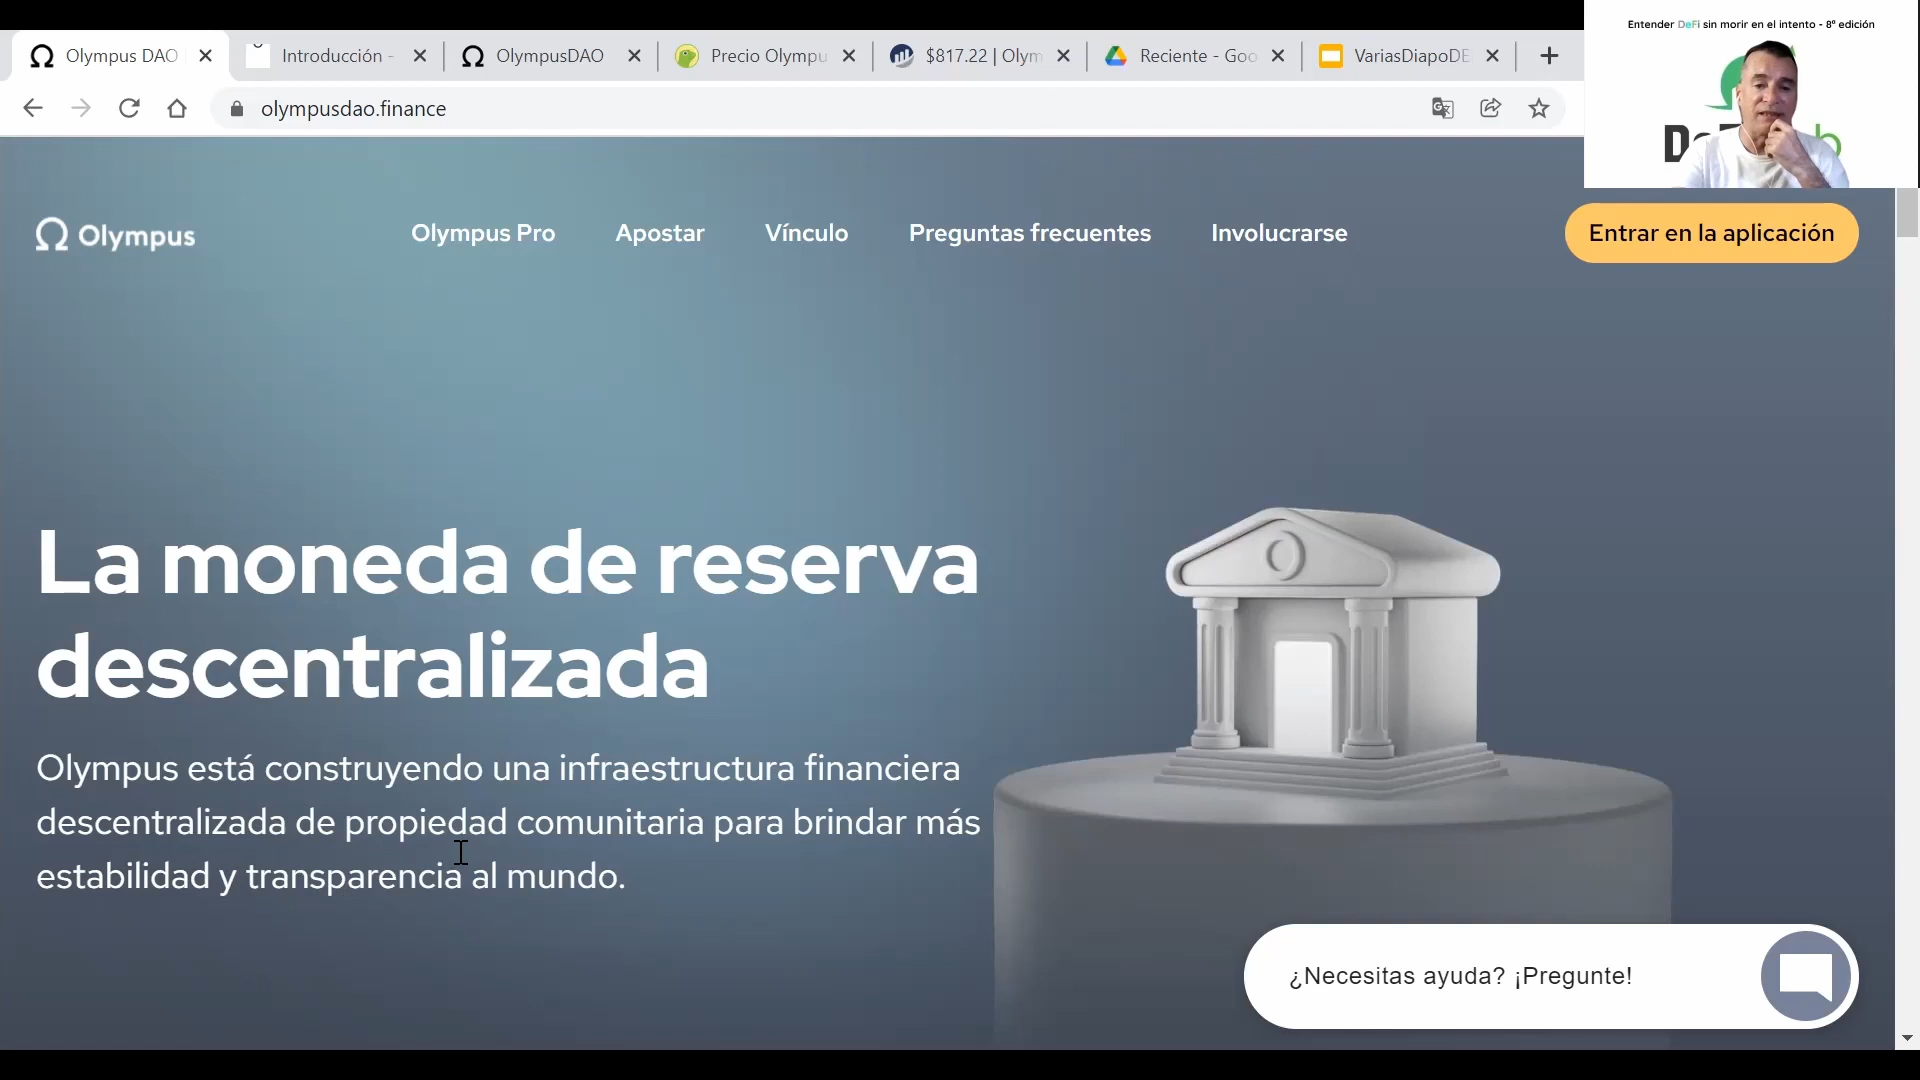 Entender DeFi sin morir en el intento - 8ª edición
Olympus DAO
Introducción -
OlympusDAO
Precio Olympu
$817.22 | Olym
Reciente - Goo
VariasDiapoDE
olympusdao.finance
Olympus
Olympus Pro
Apostar
Vínculo
Preguntas frecuentes
Involucrarse
Entrar en la aplicación
La moneda de reserva
descentralizada
Olympus está construyendo una infraestructura financiera
descentralizada de propiedad comunitaria para brindar más
estabilidad y transparencia al mundo.
¿Necesitas ayuda? ¡Pregunte!